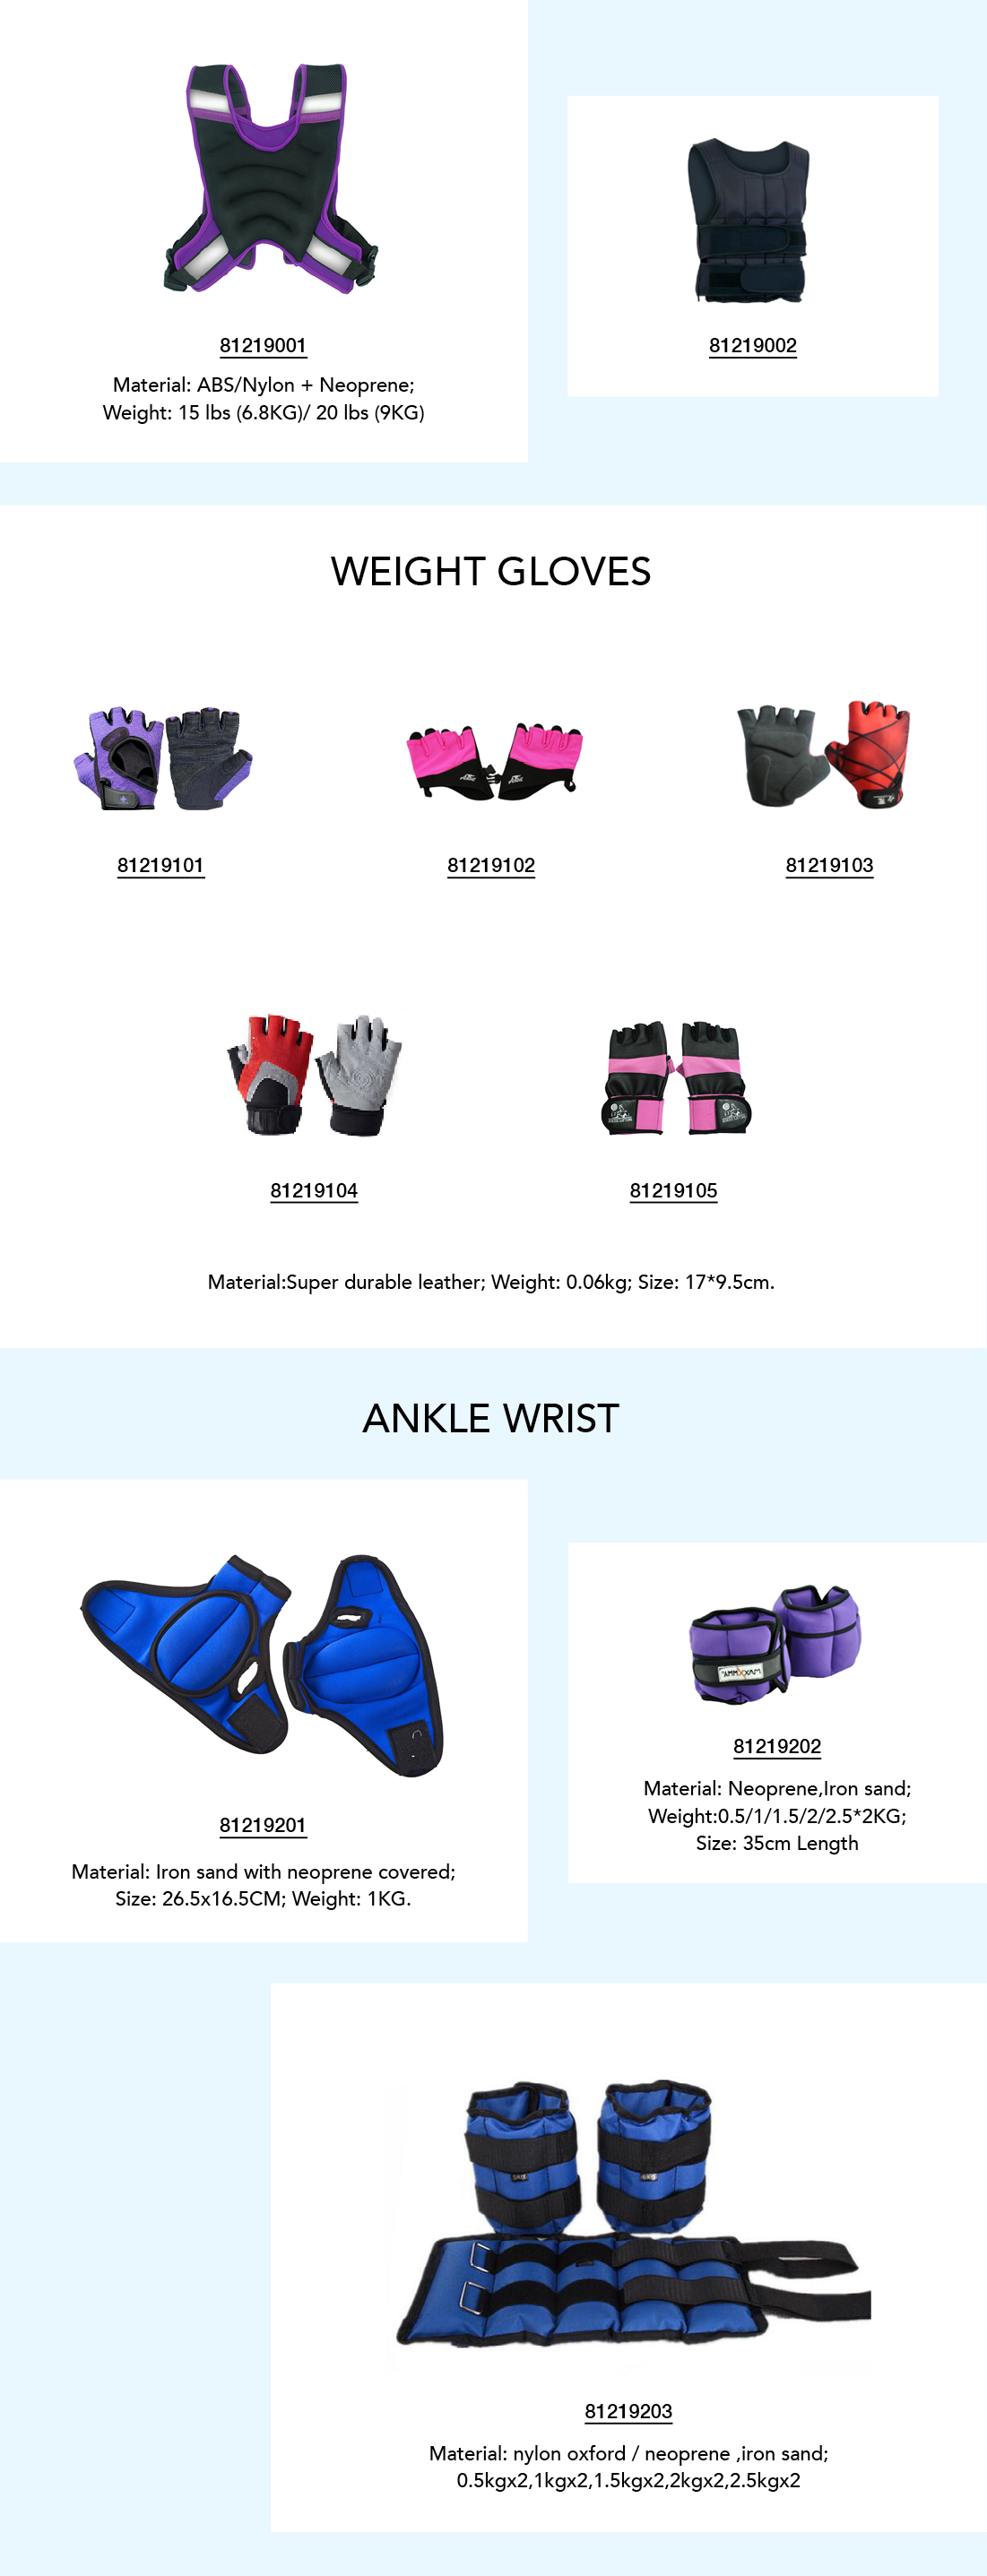 81219001
Material: ABS/Nylon + Neoprene;
Weight: 15 lbs (6.8KG)/ 20 lbs (9KG)
81219002
WEIGHT GLOVES
81219101
81219102
81219103
81219104
81219105
Material:Super durable leather; Weight: 0.06kg; Size: 17*9.5cm.
ANKLE WRIST
81219201
Material: Iron sand with neoprene covered;
Size: 26.5x16.5CM; Weight: 1KG.
81219202
Material: Neoprene,Iron sand;
Weight:0.5/1/1.5/2/2.5*2KG;
Size: 35cm Length
81219203
Material: nylon oxford / neoprene ,iron sand;
0.5kgx2,1kgx2,1.5kgx2,2kgx2,2.5kgx2